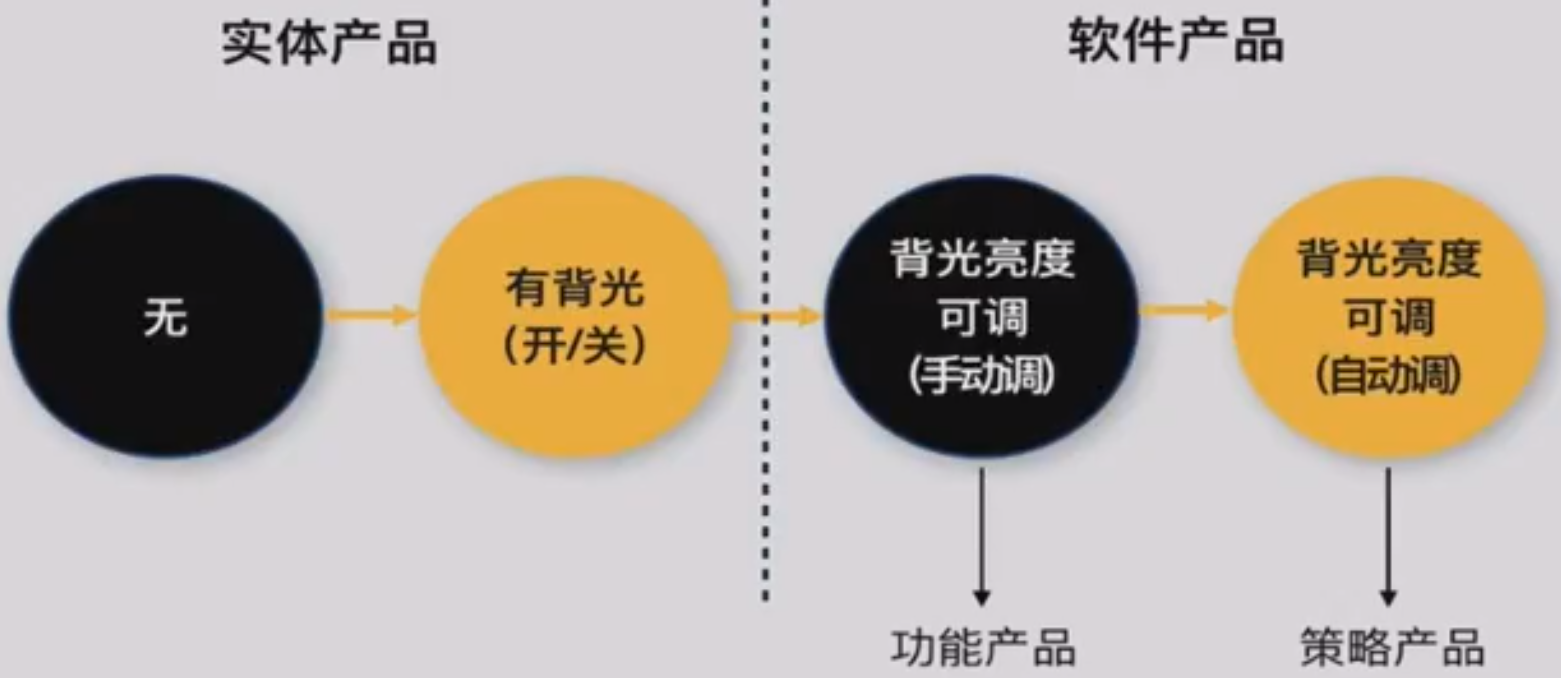 实体产品
软件产品
无
有背光
（开/关）
背光亮度
可调
（手动调）
背光亮度
可调
（自动调）
功能产品
策略产品